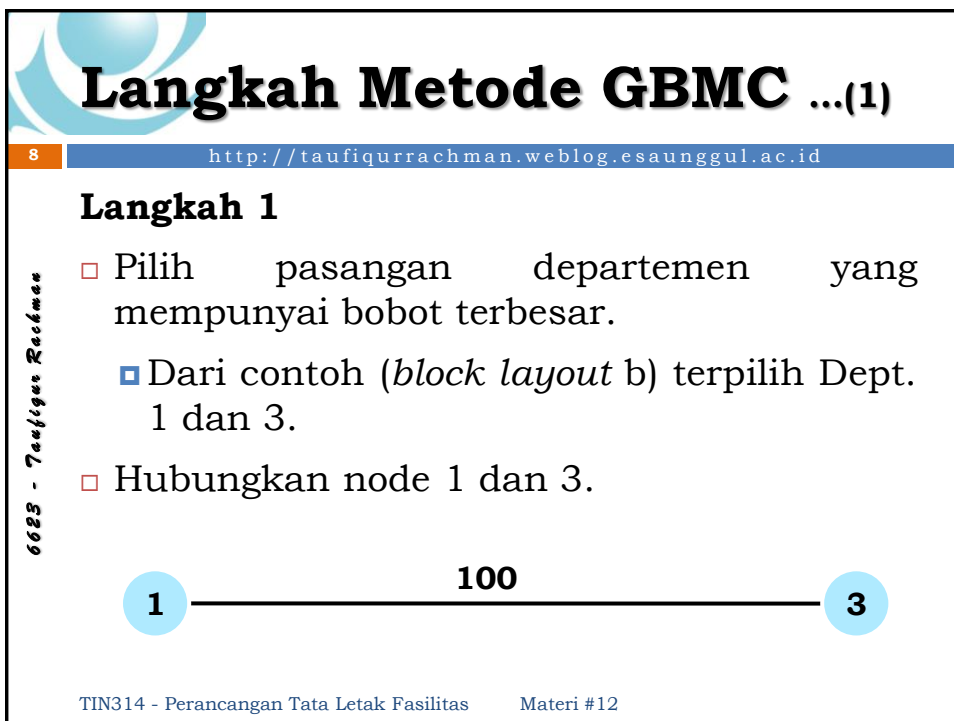 Langkah Metode GBMC ...(1)
8
http://taufiqurrachman.weblog.esaunggul.ac.id
6623 - Taufiqur Rachman
Langkah 1
Pilih pasangan departemen yang
mempunyai bobot terbesar.
Dari contoh (block layout b) terpilih Dept.
1 dan 3.
Hubungkan node 1 dan 3.
100
1 3
TIN314 - Perancangan Tata Letak Fasilitas Materi #12